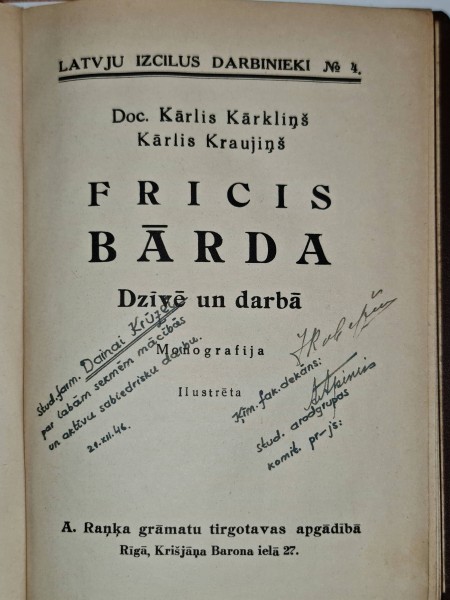 LATVJU IZCILUS DARBINIEKI № 4.
Doc. Kārlis Kārkliņš
Kārlis Kraujiņš
FRICIS
BĀRDA
Dzīvē un darbā
Monografija
Ilustrēta
Stud. farm. Dainai Krūzei
par labām sekmēm mācībās
un aktīvu sabiedrisku darbu.
21.XII.46.
Ķīm. fak. dekāns:
stud. arodgrupas
komit. pr-js:
A. Raņķa grāmatu tirgotavas apgādībā
Rīgā, Krišjāņa Barona ielā 27.